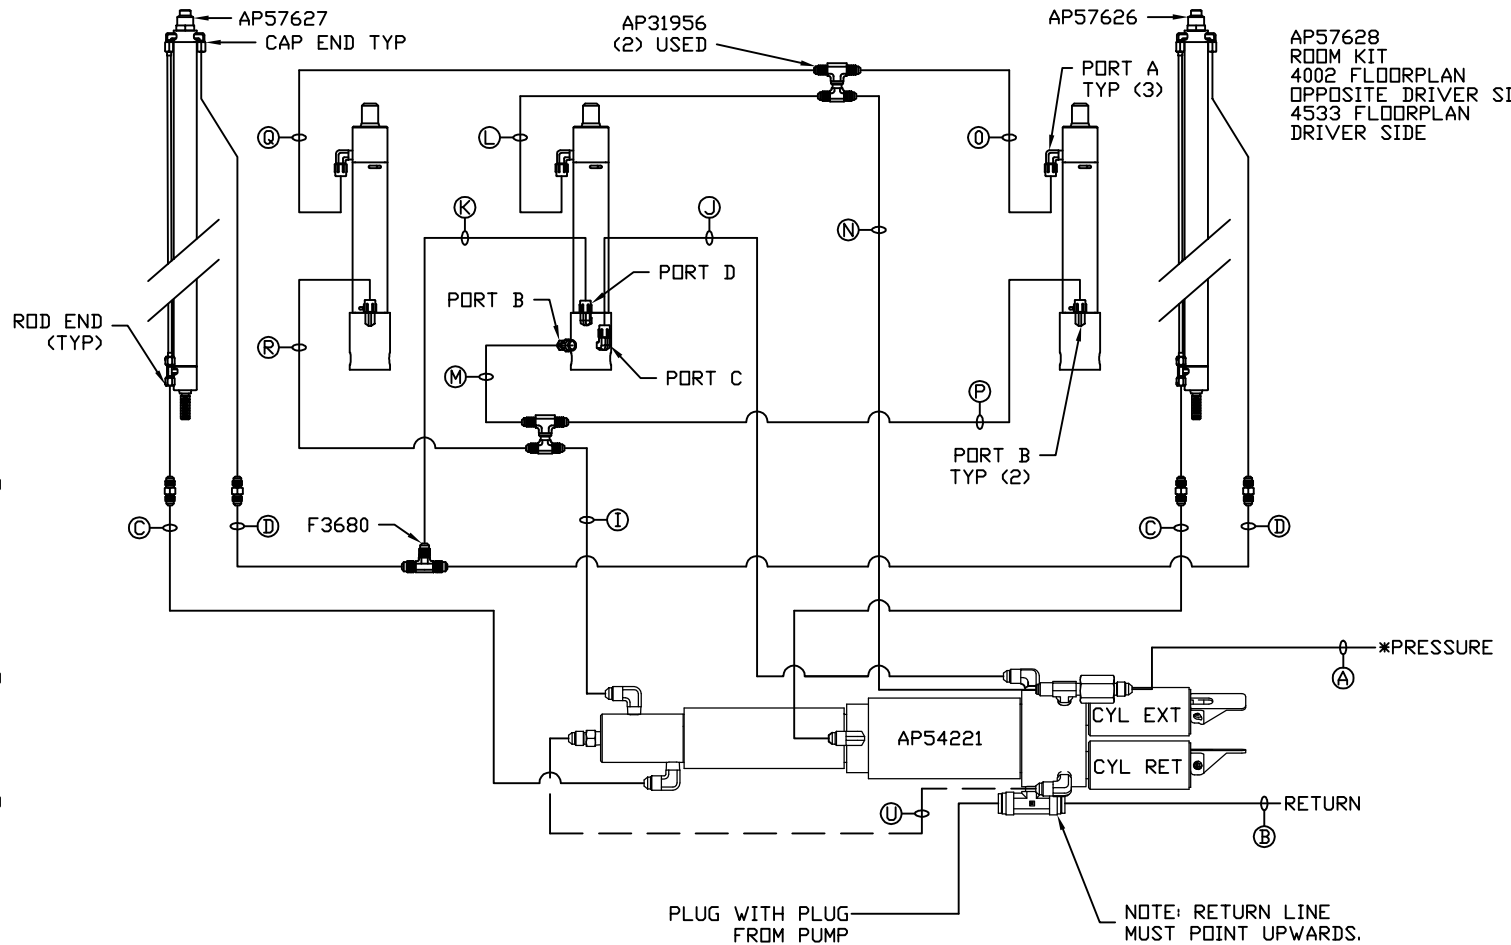 AP57627
CAP END TYP
AP31956
(2) USED
AP57626
AP57628
ROOM KIT
4002 FLOORPLAN
OPPOSITE DRIVER
4533 FLOORPLAN
DRIVER SIDE
PORT A
TYP (3)
Q
L
O
K
J
N
PORT D
PORT B
ROD END
(TYP)
R
M
PORT C
P
PORT B
TYP (2)
C
D
F3680
I
C
D
*PRESSURE
A
CYL EXT
AP54221
CYL RET
U
RETURN
B
PLUG WITH PLUG
FROM PUMP
NOTE: RETURN LINE
MUST POINT UPWARDS.